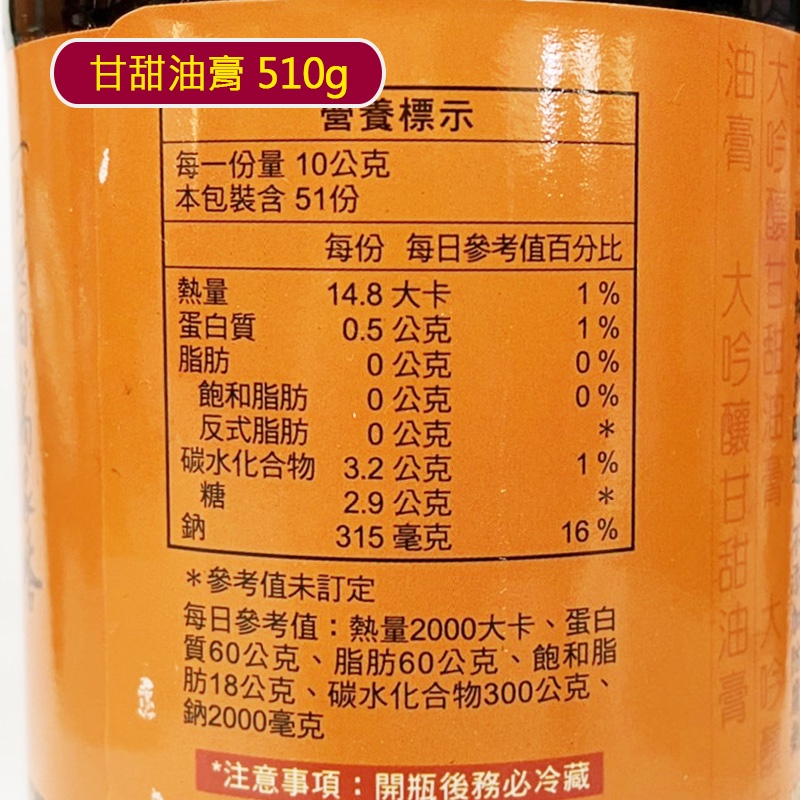 甘甜油膏 510g
營養標示
每一份量 10公克
本包裝含 51份
每份 每日參考值百分比
熱量 14.8 大卡 1 %
蛋白質 0.5 公克 1 %
脂肪 0 公克 0 %
飽和脂肪 0 公克 0 %
反式脂肪 0 公克 *
碳水化合物 3.2 公克 1 %
糖 2.9 公克 *
鈉 315 毫克 16 %
*參考值未訂定
每日參考值：熱量2000大卡、蛋白
質60公克、脂肪60公克、飽和脂
肪18公克、碳水化合物300公克、
鈉2000毫克
*注意事項：開瓶後務必冷藏
油膏 大吟釀甘甜油膏
大吟釀甘甜油膏 大吟